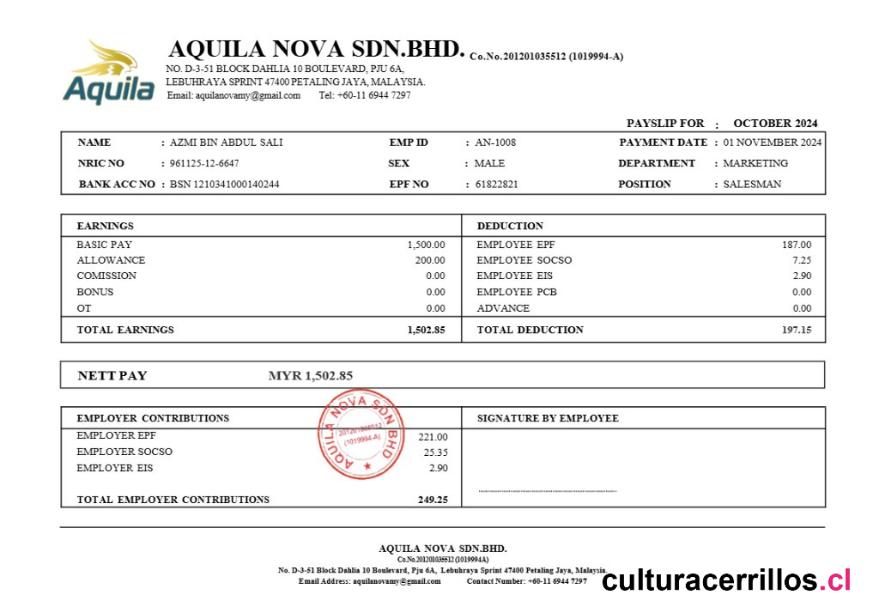 Aquila
AQUILA NOVA SDN.BHD. Co.No.201201035512 (1019994-A)
NO. D-3-51 BLOCK DAHLIA 10 BOULEVARD, PJU 6A,
LEBUHRAYA SPRINT 47400 PETALING JAYA, MALAYSIA.
Email: aquilanovamy@gmail.com Tel: +60-11 6944 7297
PAYSLIP FOR : OCTOBER 2024
NAME : AZMI BIN ABDUL SALI EMP ID : AN-1008 PAYMENT DATE : 01 NOVEMBER 2024
NRIC NO : 961125-12-6647 SEX : MALE DEPARTMENT : MARKETING
BANK ACC NO : BSN 1210341000140244 EPF NO : 61822821 POSITION : SALESMAN
EARNINGS DEDUCTION
BASIC PAY 1,500.00 EMPLOYEE EPF 187.00
ALLOWANCE 200.00 EMPLOYEE SOCSO 7.25
COMISSION 0.00 EMPLOYEE EIS 2.90
BONUS 0.00 EMPLOYEE PCB 0.00
OT 0.00 ADVANCE 0.00
TOTAL EARNINGS 1,502.85 TOTAL DEDUCTION 197.15
NETT PAY MYR 1,502.85
EMPLOYER CONTRIBUTIONS SIGNATURE BY EMPLOYEE
EMPLOYER EPF 221.00
EMPLOYER SOCSO 25.35
EMPLOYER EIS 2.90
TOTAL EMPLOYER CONTRIBUTIONS 249.25
AQUILA NOVA SDN BHD
(1019994-A)
AQUILA NOVA SDN.BHD.
Co.No.201201035512 (1019994A)
No. D-3-51 Block Dahlia 10 Boulevard, Pju 6A, Lebuhraya Sprint 47400 Petaling Jaya, Malaysia.
Email Address: aquilanovamy@gmail.com Contact Number: +60-11 6944 7297
culturacerrillos.cl